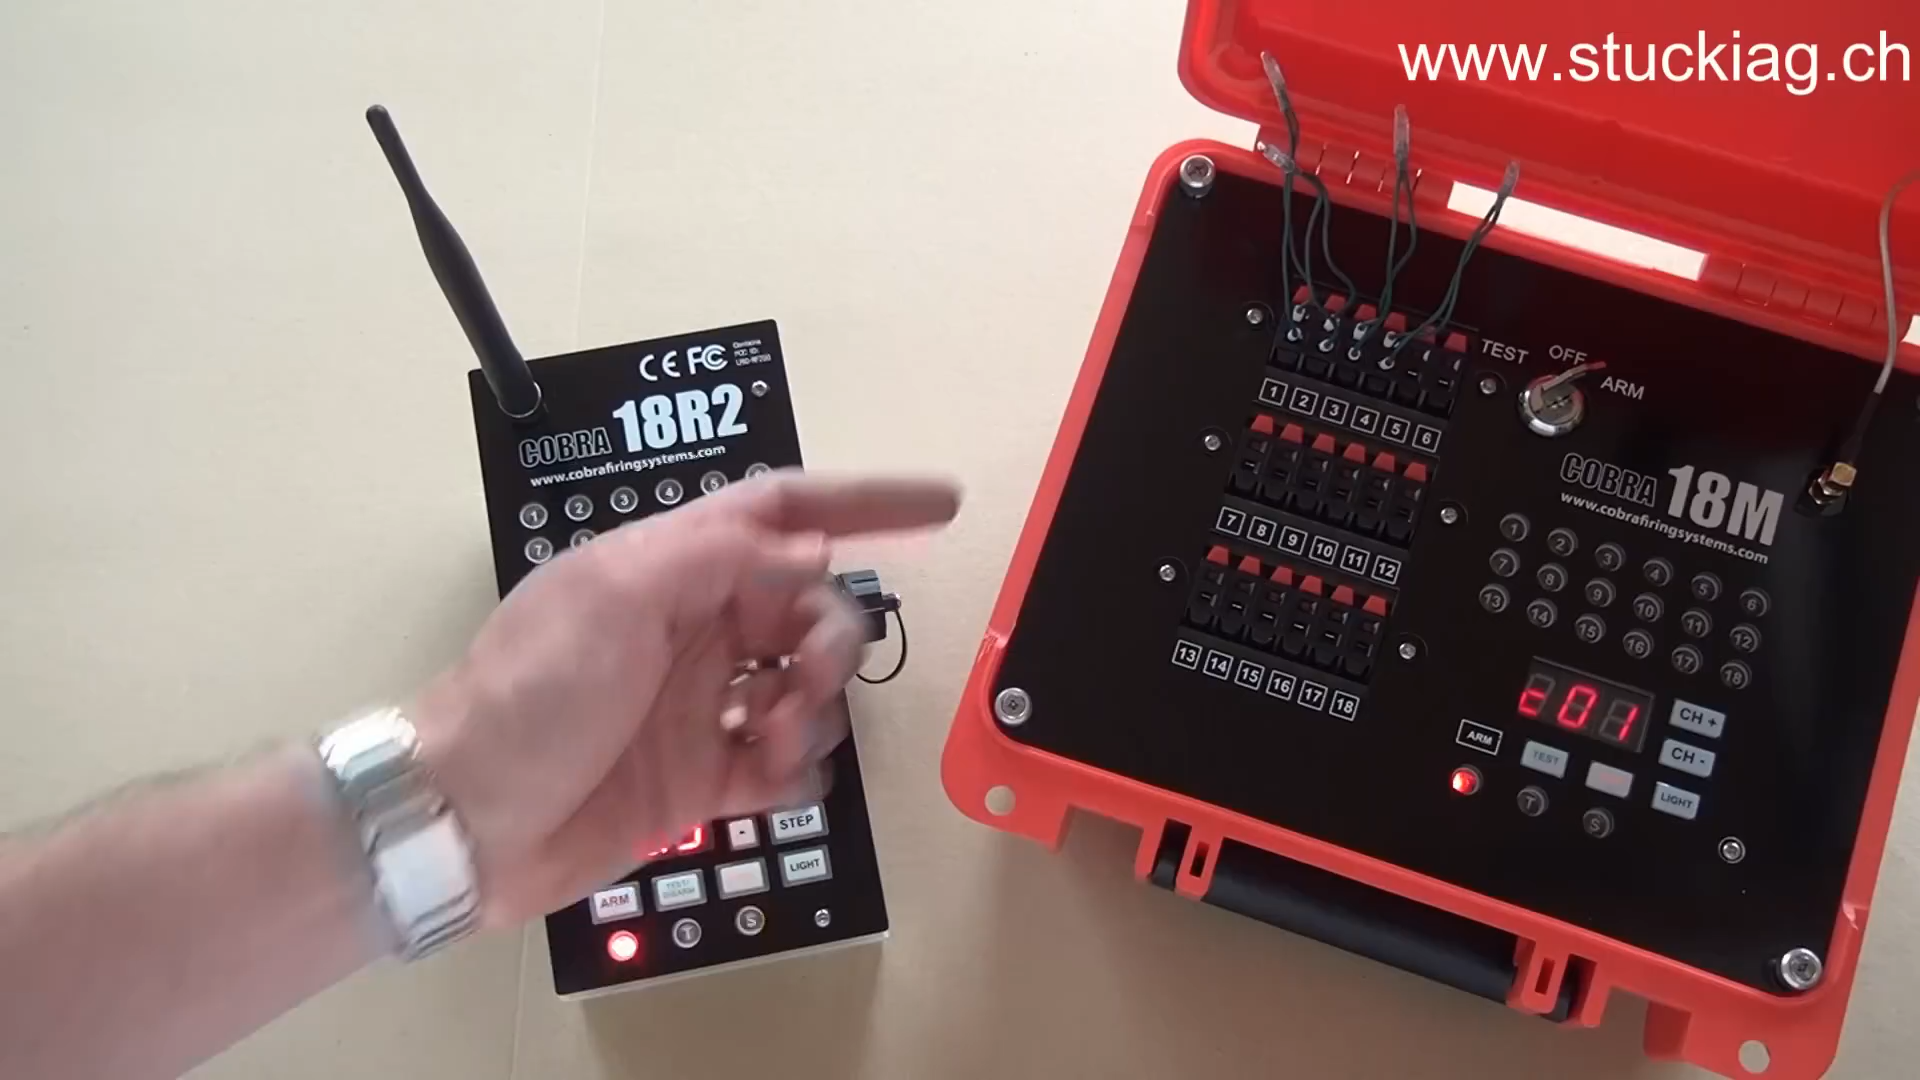 www.stuckiag.ch
CE FC
COBRA 18R2
www.cobrafiringsystems.com
1 2 3 4 5
7
STEP
LIGHT
ARM
T S
TEST OFF ARM
1 2 3 4 5 6
7 8 9 10 11 12
13 14 15 16 17 18
COBRA 18M
www.cobrafiringsystems.com
1 2 3 4 5 6
7 8 9 10 11 12
13 14 15 16 17 18
c01
CH +
CH -
ARM
TEST
LIGHT
T S